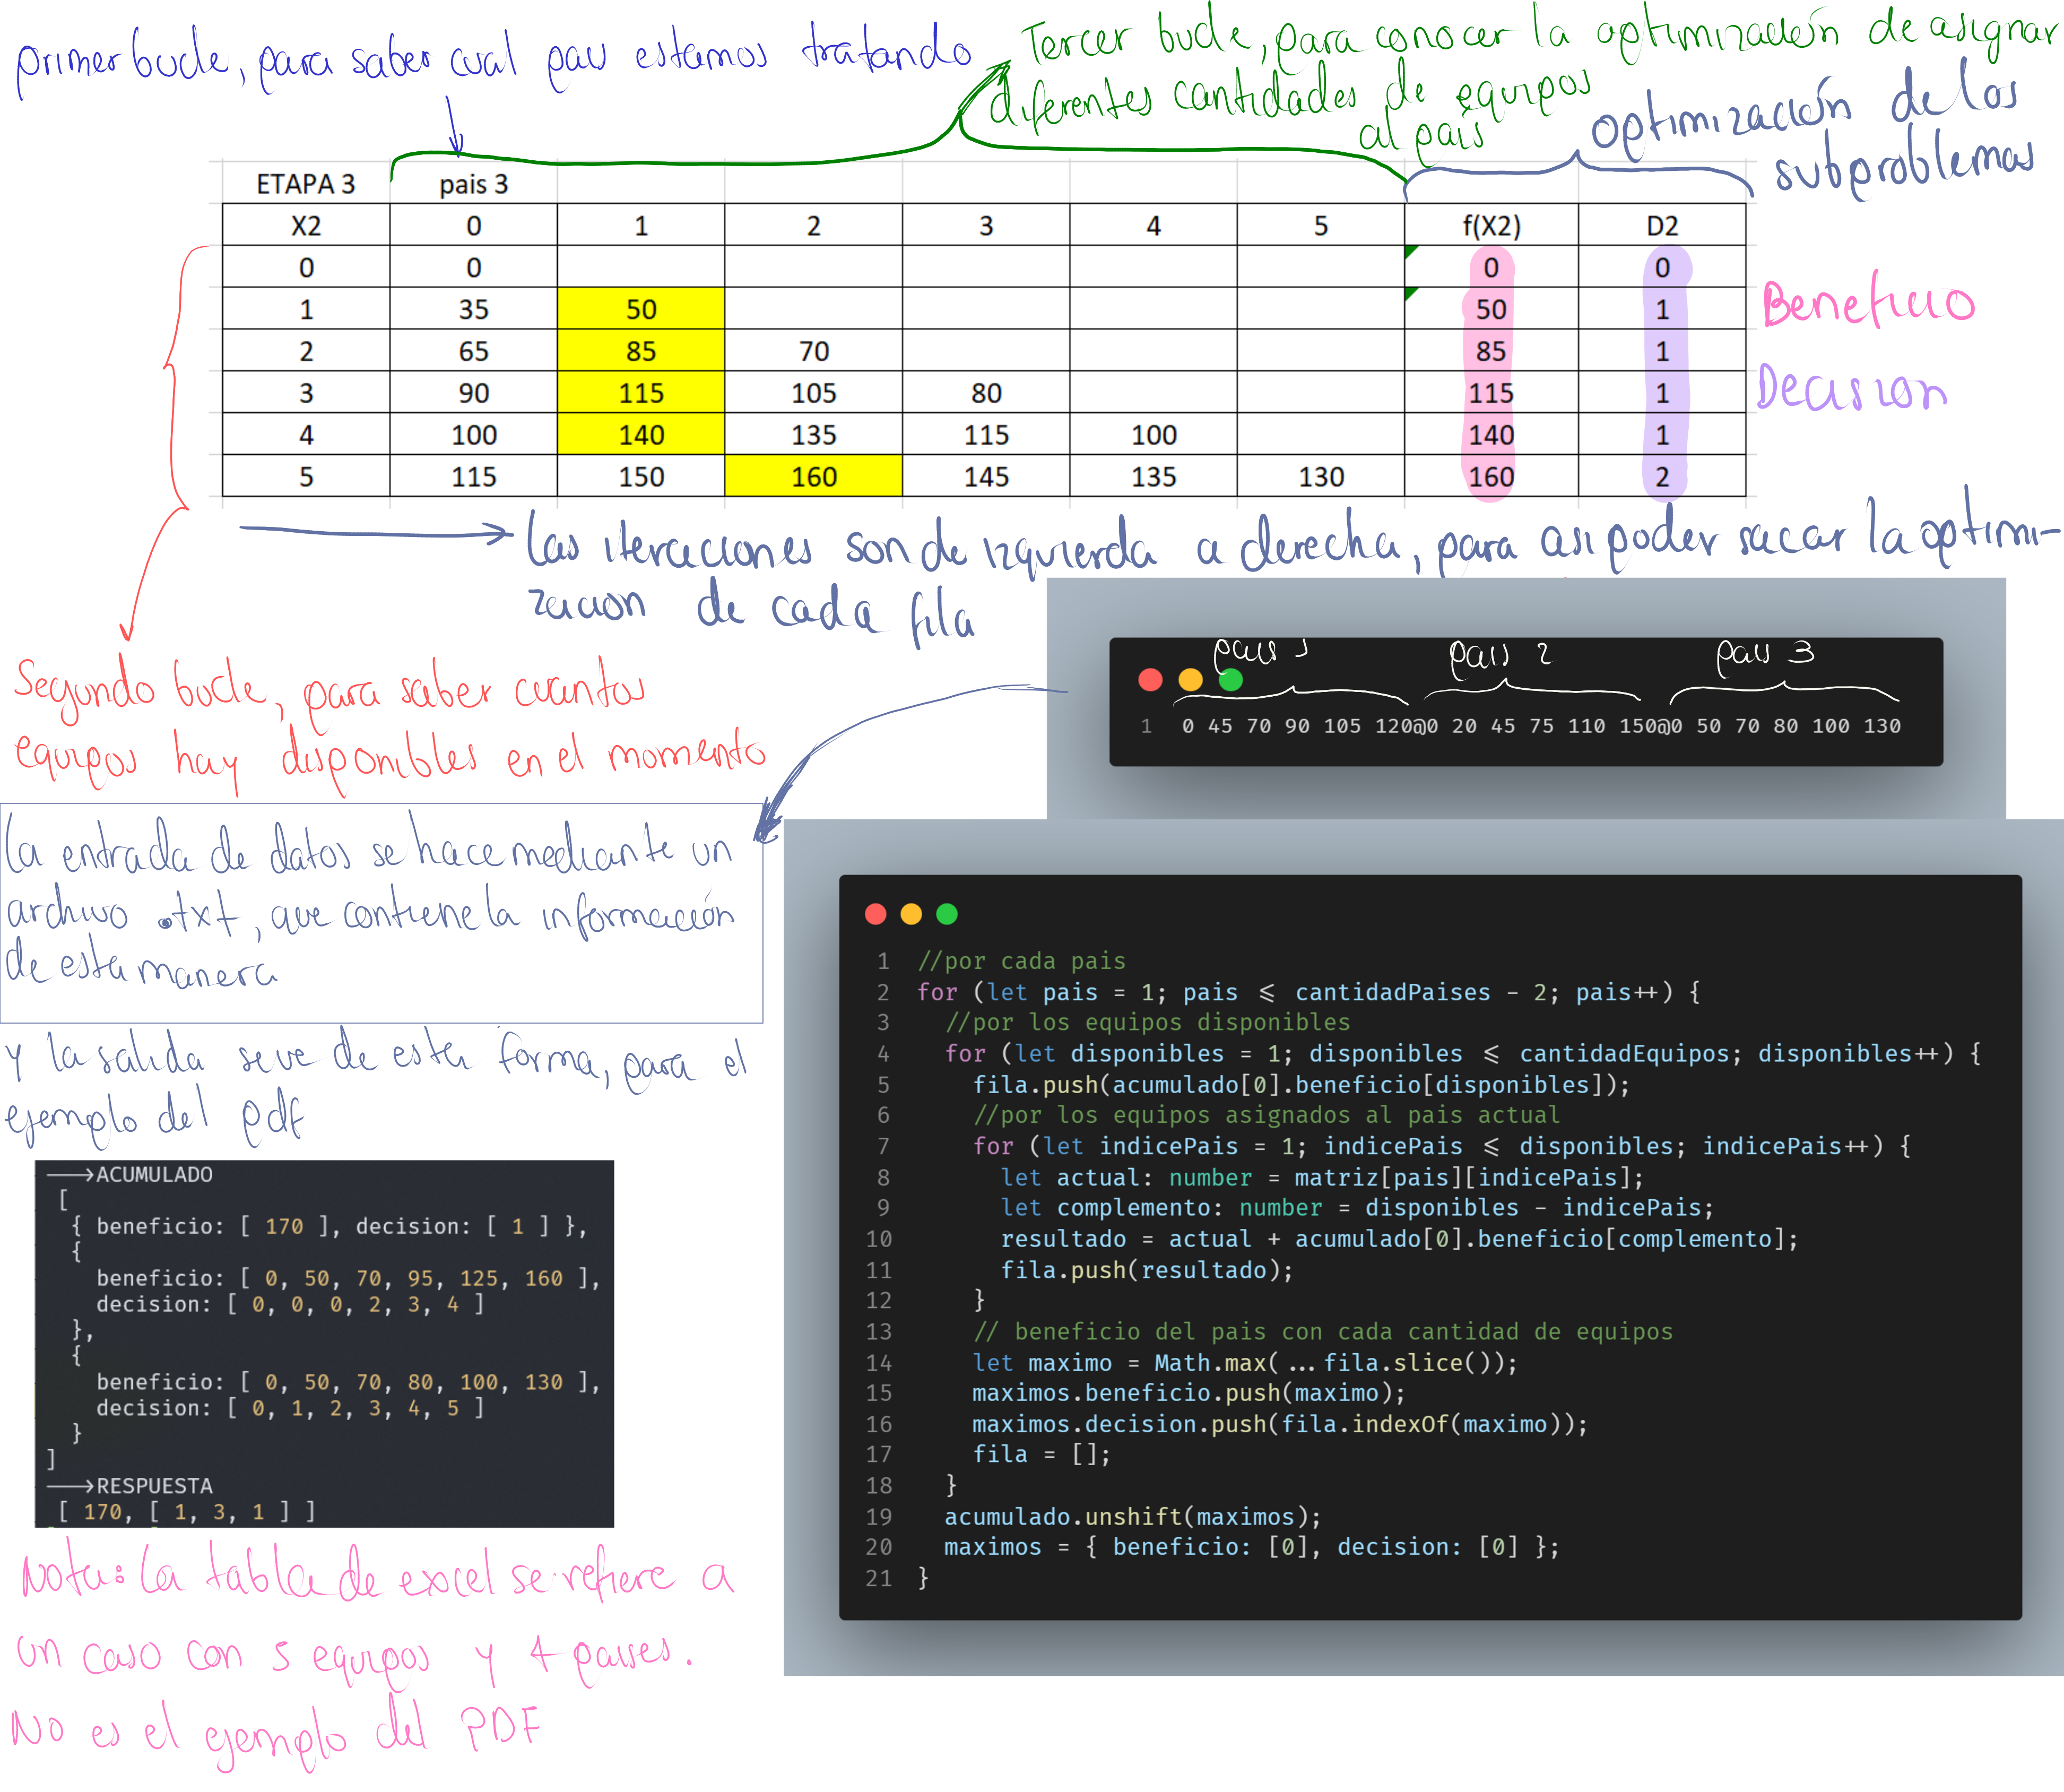 primer bucle, para saber cual pais estamos tratando
Tercer bucle, para conocer la optimización de asignar
diferentes cantidades de equipos
al país
optimización de los
subproblemas
ETAPA 3 pais 3
X2 0 1 2 3 4 5 f(X2) D2
0 0 0 0
1 35 50 50 1
2 65 85 70 85 1
3 90 115 105 80 115 1
4 100 140 135 115 100 140 1
5 115 150 160 145 135 130 160 2
Beneficio
Decision
las iteraciones son de izquierda a derecha, para asi poder sacar la optimi-
zacion de cada fila
Segundo bucle, para saber cuantos
equipos hay disponibles en el momento
pais 1 pais 2 pais 3
1 0 45 70 90 105 120@0 20 45 75 110 150@0 50 70 80 100 130
La entrada de datos se hace mediante un
archivo .txt, que contiene la información
de esta manera
y la salida se ve de esta forma, para el
ejemplo del pdf
⟶ACUMULADO
[
{ beneficio: [ 170 ], decision: [ 1 ] },
{
beneficio: [ 0, 50, 70, 95, 125, 160 ],
decision: [ 0, 0, 0, 2, 3, 4 ]
},
{
beneficio: [ 0, 50, 70, 80, 100, 130 ],
decision: [ 0, 1, 2, 3, 4, 5 ]
}
]
⟶RESPUESTA
[ 170, [ 1, 3, 1 ] ]
Nota: La tabla de excel se refiere a
un caso con 5 equipos y 4 paises.
No es el ejemplo del PDF
1 //por cada pais
2 for (let pais = 1; pais <= cantidadPaises - 2; pais++) {
3 //por los equipos disponibles
4 for (let disponibles = 1; disponibles <= cantidadEquipos; disponibles++) {
5 fila.push(acumulado[0].beneficio[disponibles]);
6 //por los equipos asignados al pais actual
7 for (let indicePais = 1; indicePais <= disponibles; indicePais++) {
8 let actual: number = matriz[pais][indicePais];
9 let complemento: number = disponibles - indicePais;
10 resultado = actual + acumulado[0].beneficio[complemento];
11 fila.push(resultado);
12 }
13 // beneficio del pais con cada cantidad de equipos
14 let maximo = Math.max(...fila.slice());
15 maximos.beneficio.push(maximo);
16 maximos.decision.push(fila.indexOf(maximo));
17 fila = [];
18 }
19 acumulado.unshift(maximos);
20 maximos = { beneficio: [0], decision: [0] };
21 }